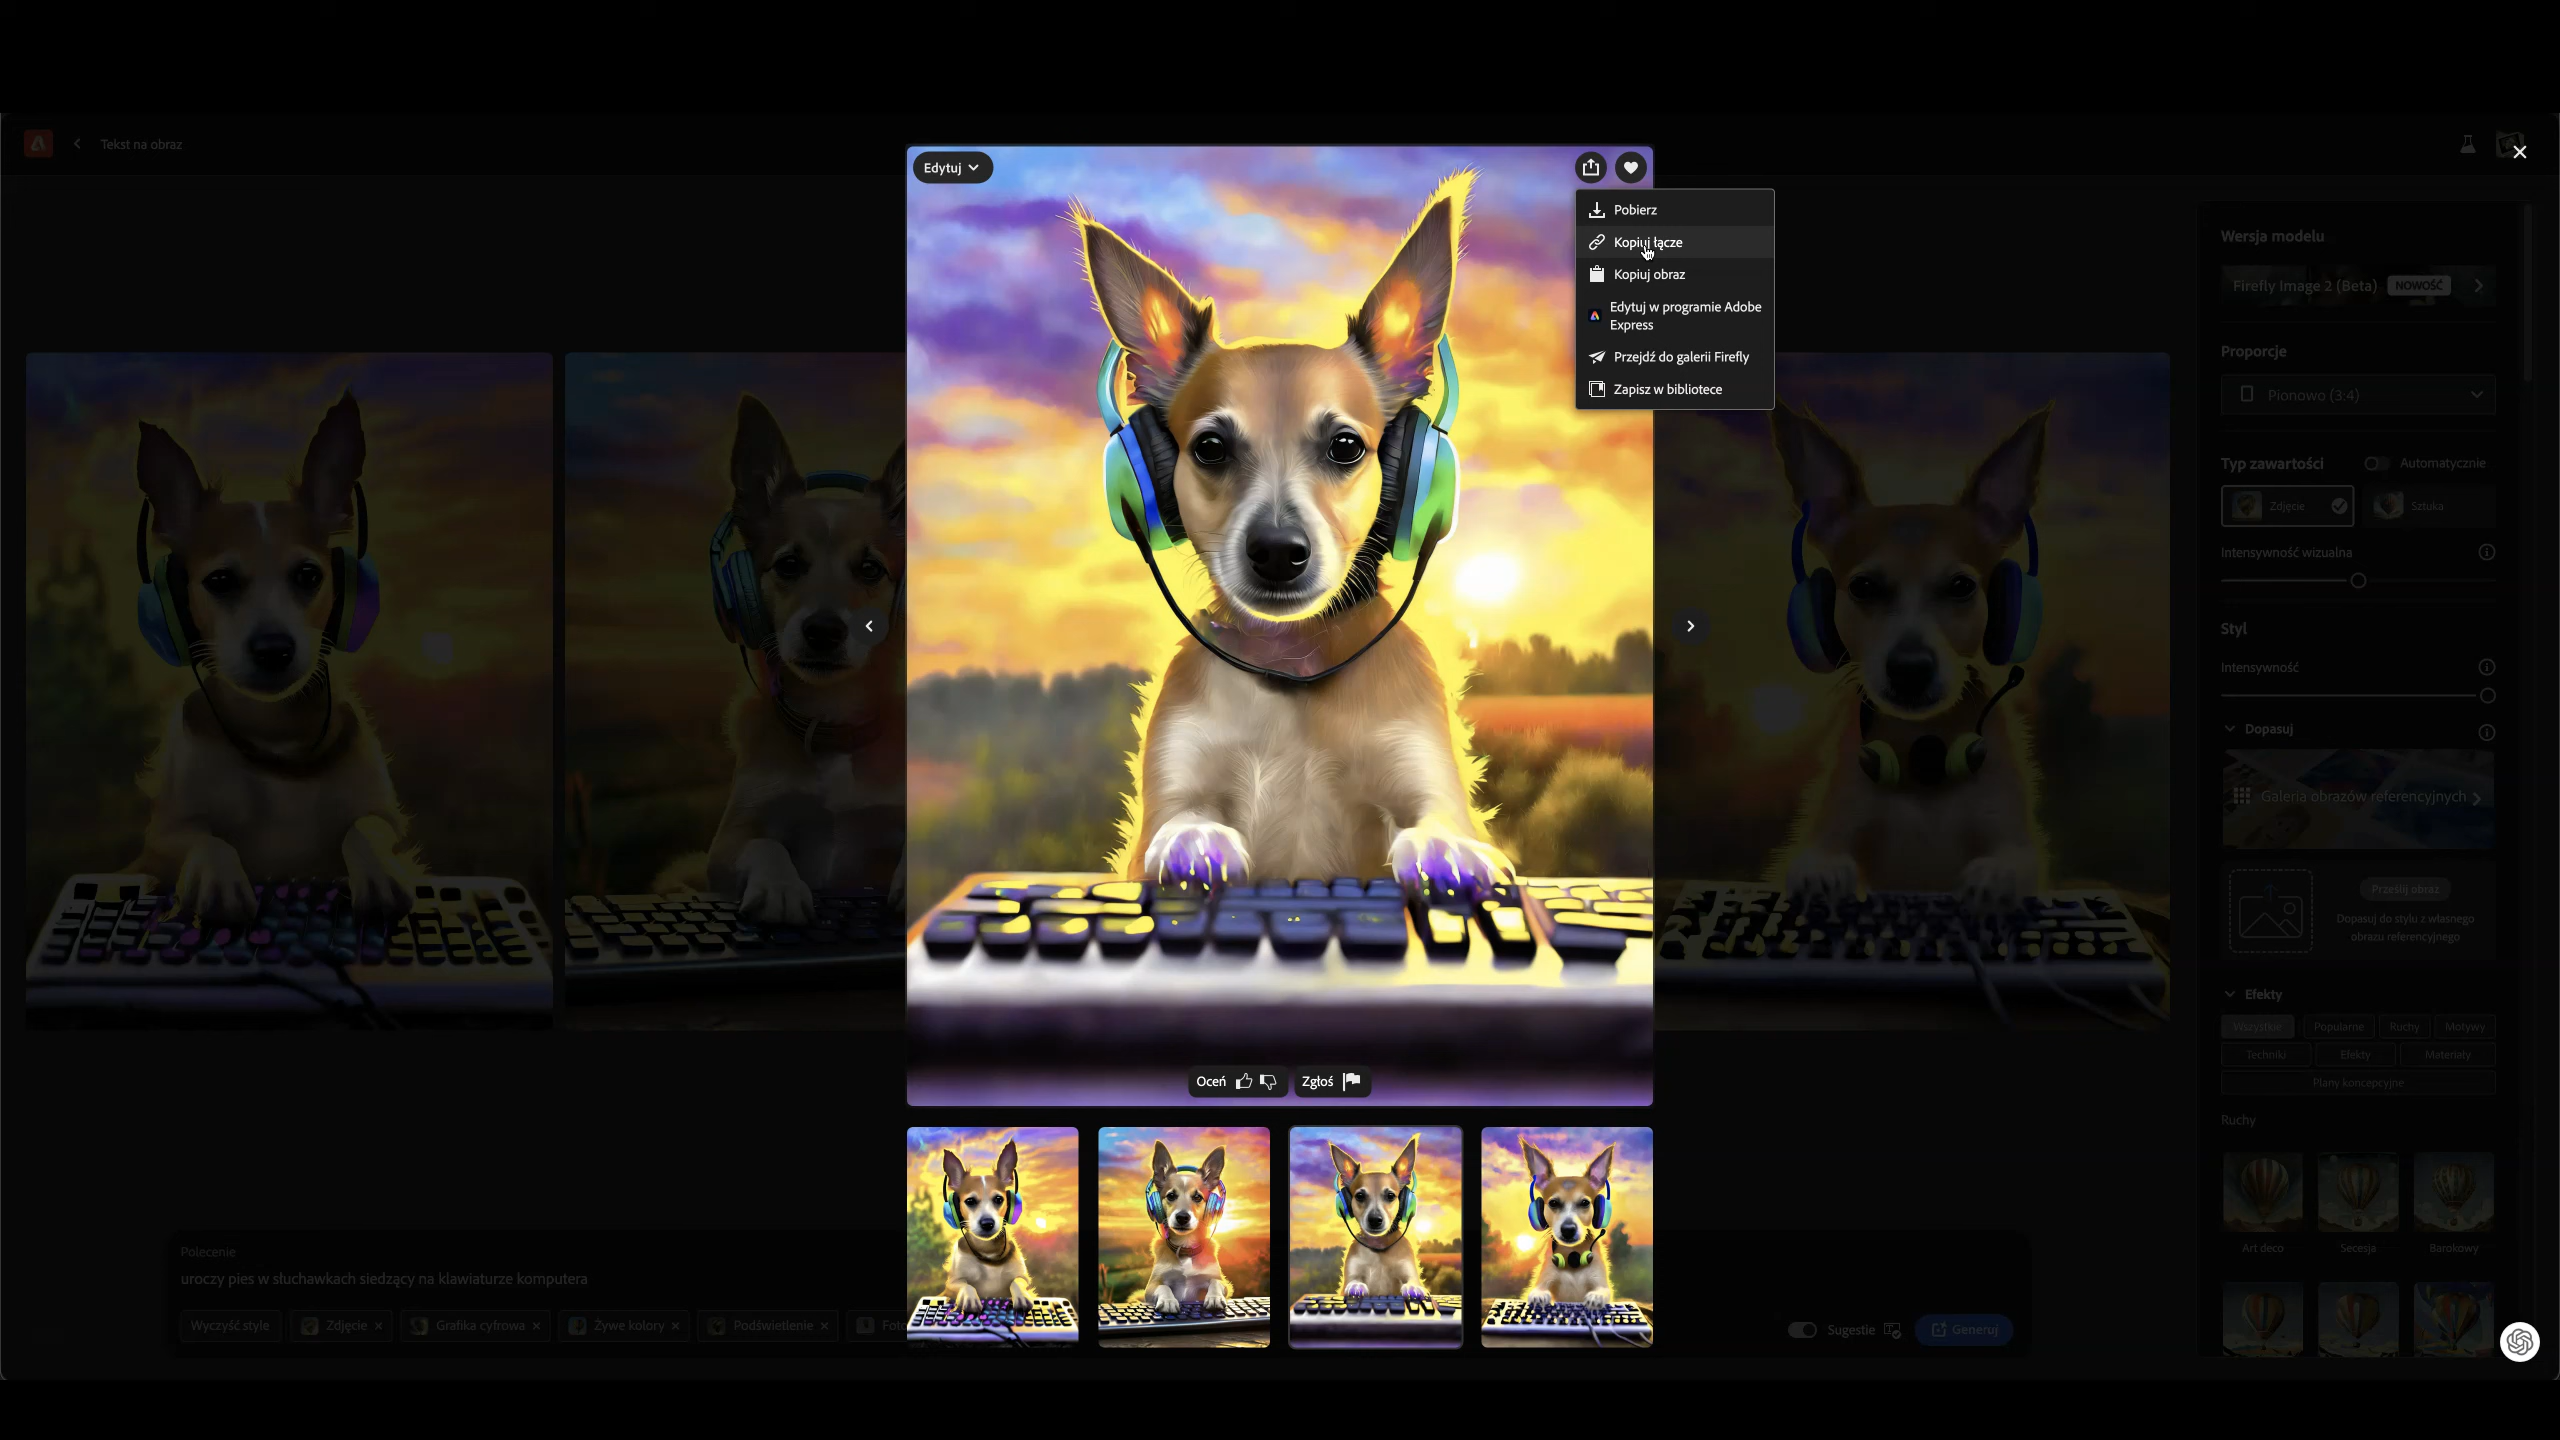 Tekst na obraz
Edytuj
Pobierz
Kopiuj łącze
Kopiuj obraz
Edytuj w programie Adobe
Express
Przejdź do galerii Firefly
Zapisz w bibliotece
Wersja modelu
Firefly Image 2 (Beta) NOWOŚĆ
Proporcje
Pionowo (3:4)
Typ zawartości Automatycznie
Zdjęcie Sztuka
Intensywność wizualna
Styl
Intensywność
Dopasuj
Galeria obrazów referencyjnych
Prześlij obraz
Dopasuj do stylu z własnego
obrazu referencyjnego
Efekty
Wszystkie Popularne Ruchy Motywy
Techniki Efekty Materiały
Plany koncepcyjne
Ruchy
Art deco Secesja Barokowy
Oceń Zgłoś
Polecenie
uroczy pies w słuchawkach siedzący na klawiaturze komputera
Wyczyść style Zdjęcie Grafika cyfrowa Żywe kolory Podświetlenie
Sugestie Generuj